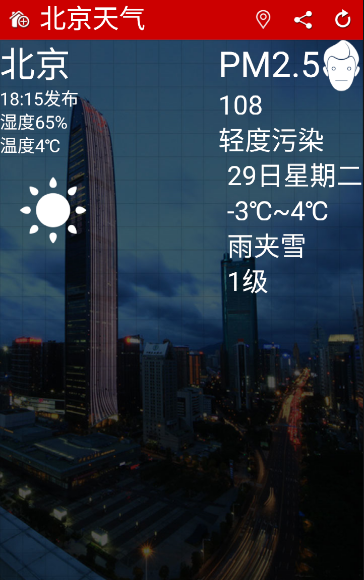 北京天气
北京
18:15发布
湿度65%
温度4℃
PM2.5
108
轻度污染
29日星期二
-3℃~4℃
雨夹雪
1级